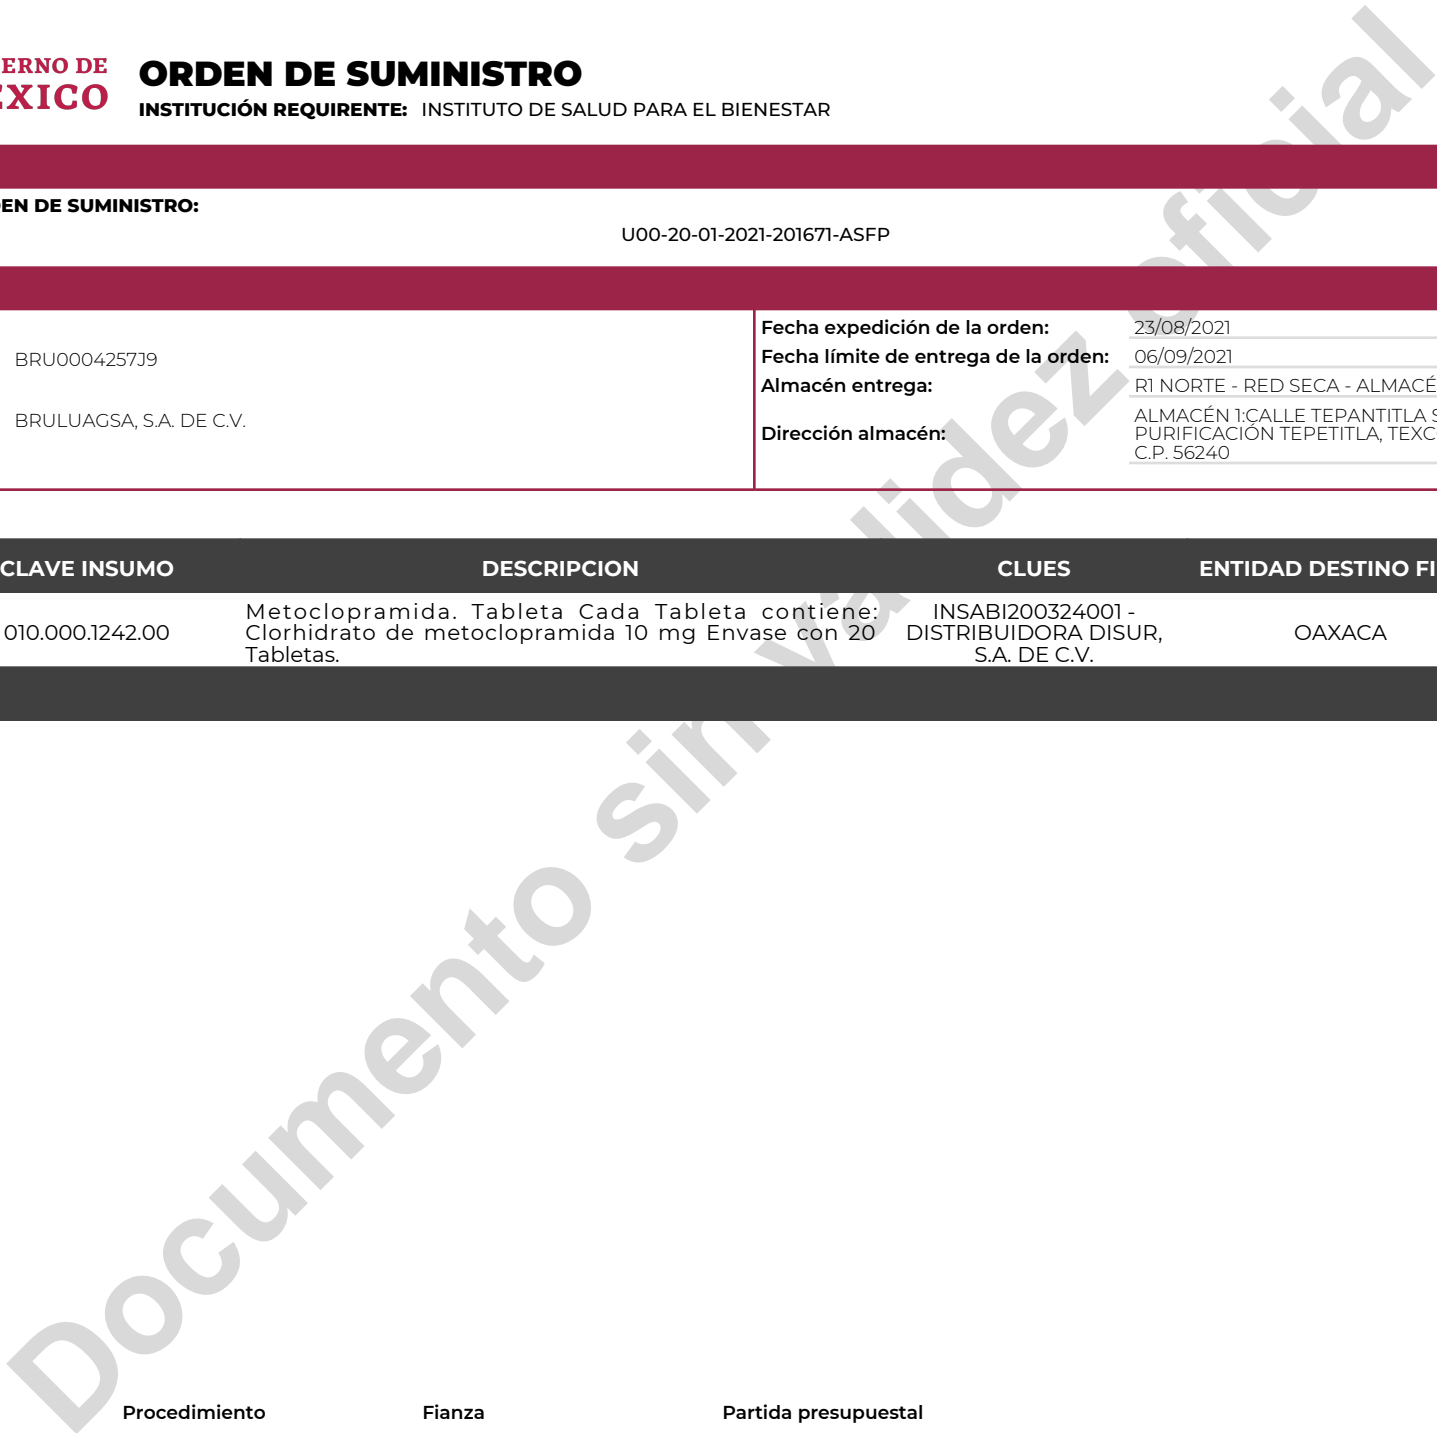 ERNO DE
EXICO
ORDEN DE SUMINISTRO
INSTITUCIÓN REQUIRENTE: INSTITUTO DE SALUD PARA EL BIENESTAR
EN DE SUMINISTRO:
U00-20-01-2021-201671-ASFP
BRU0004257J9
BRULUAGSA, S.A. DE C.V.
Fecha expedición de la orden: 23/08/2021
Fecha límite de entrega de la orden: 06/09/2021
Almacén entrega: R1 NORTE - RED SECA - ALMACÉ
Dirección almacén: ALMACÉN 1:CALLE TEPANTITLA S
PURIFICACIÓN TEPETITLA, TEXC
C.P. 56240
CLAVE INSUMO DESCRIPCION CLUES ENTIDAD DESTINO FI
010.000.1242.00
Metoclopramida. Tableta Cada Tableta contiene:
Clorhidrato de metoclopramida 10 mg Envase con 20
Tabletas.
INSABI200324001 -
DISTRIBUIDORA DISUR,
S.A. DE C.V.
OAXACA
Documento sin validez oficial
Procedimiento Fianza Partida presupuestal